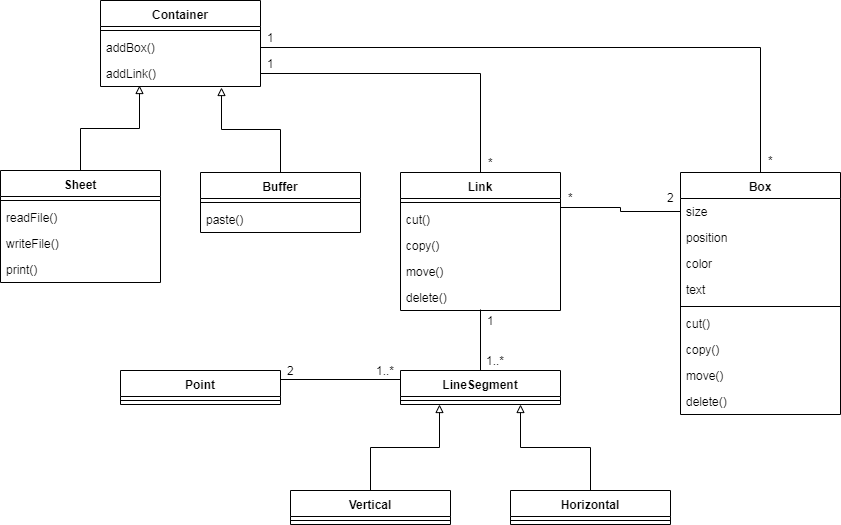 Container
addBox()
addLink()
1
1
*
*
Sheet
readFile()
writeFile()
print()
Buffer
paste()
Link
cut()
copy()
move()
delete()
*
2
Box
size
position
color
text
cut()
copy()
move()
delete()
1
1..*
Point
2
1..*
LineSegment
Vertical
Horizontal